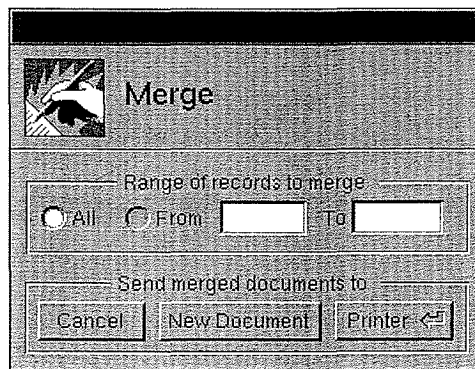 Merge
Range of records to merge
All From To
Send merged documents to
Cancel New Document Printer